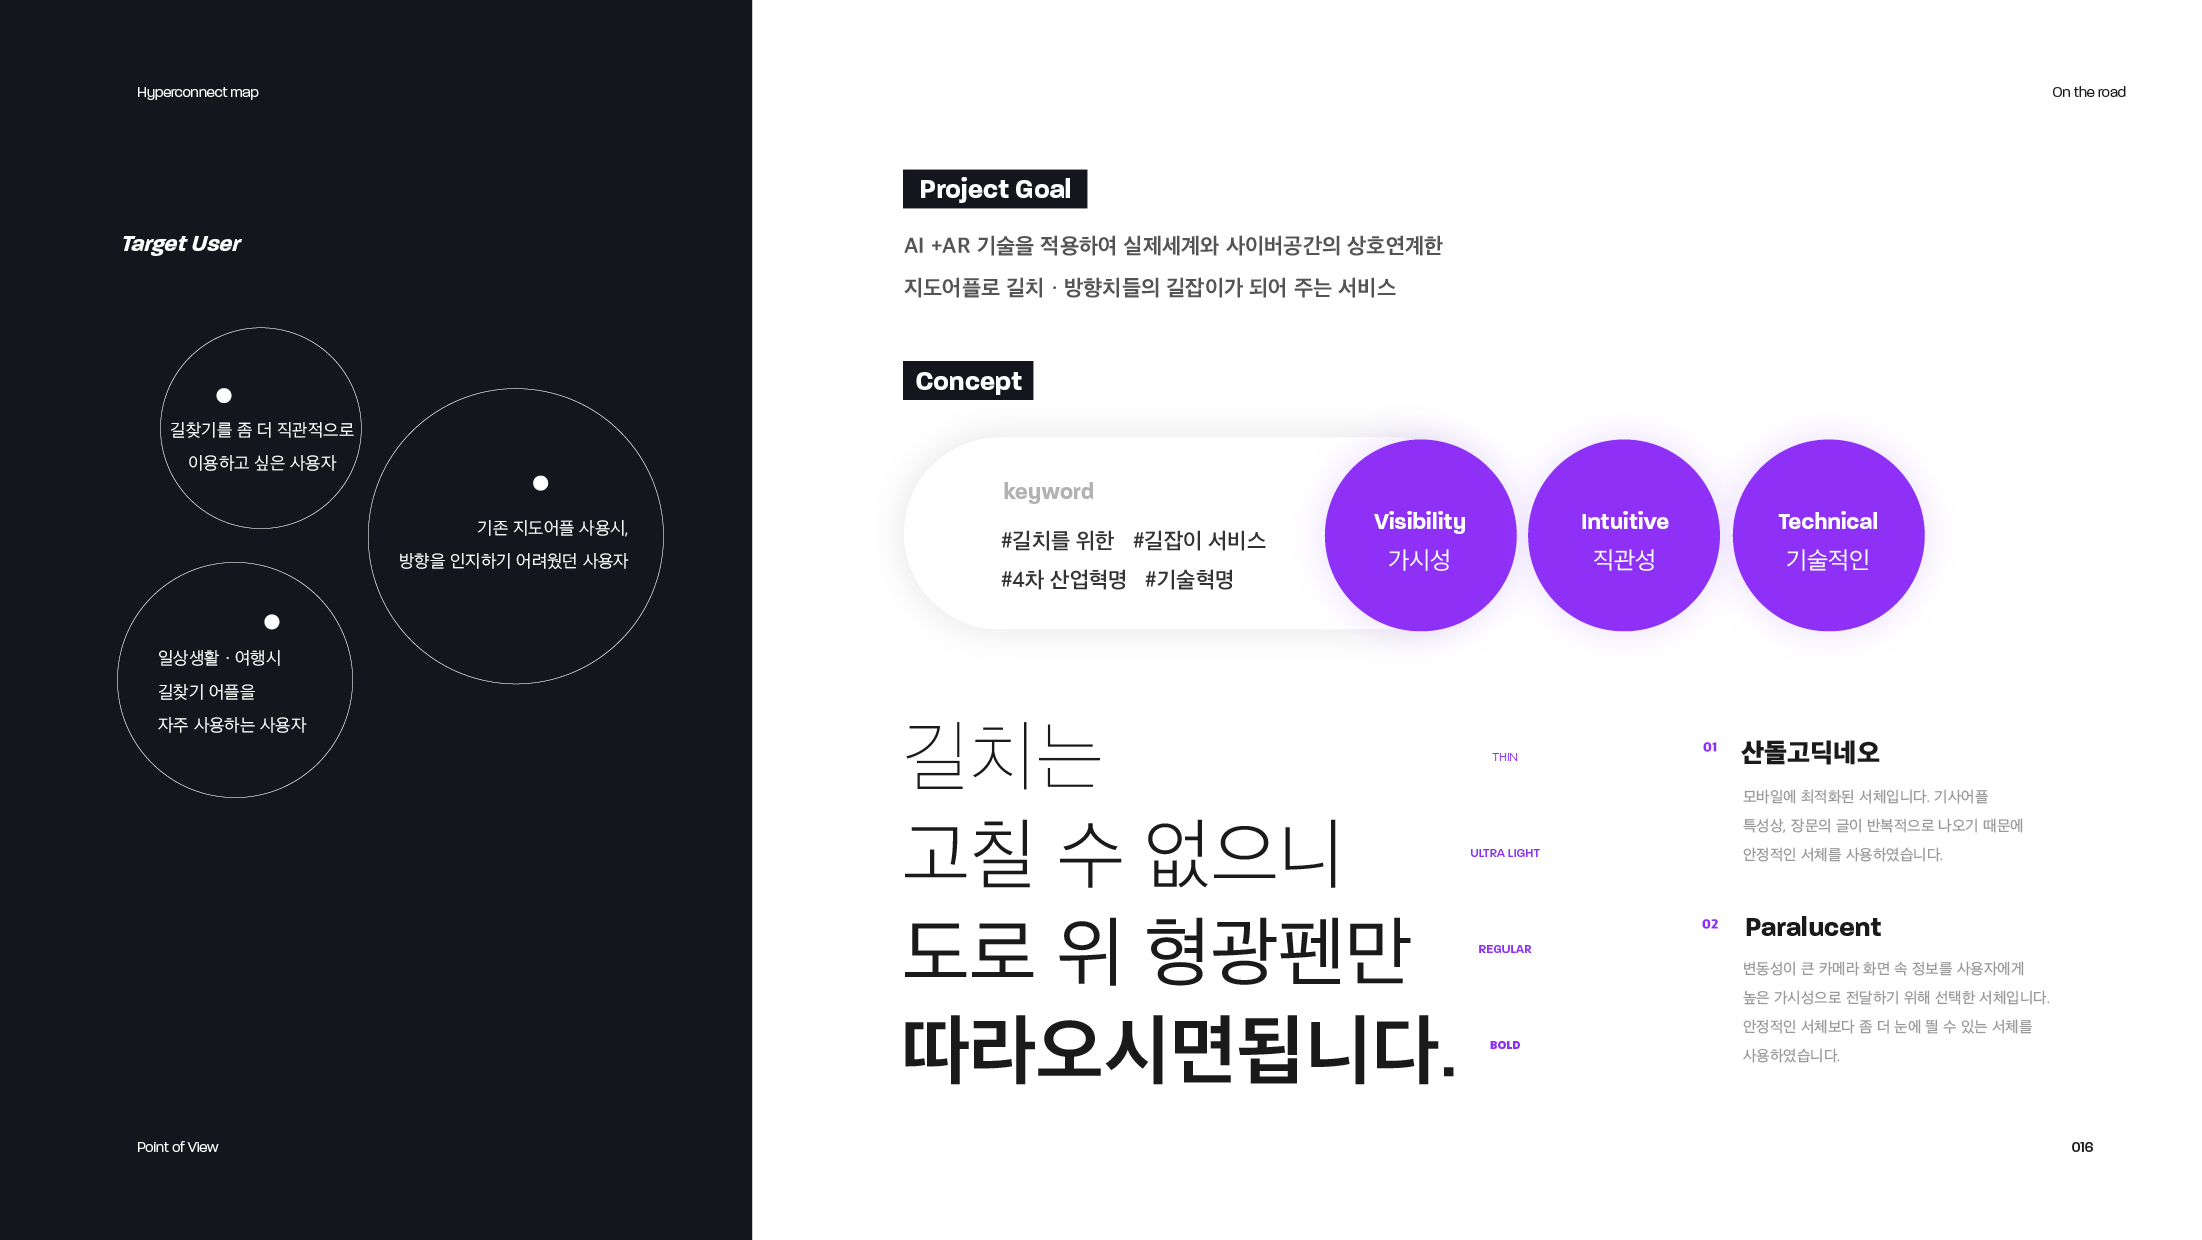 Hyperconnect map
On the road
Target User
길찾기를 좀 더 직관적으로
이용하고 싶은 사용자
기존 지도어플 사용시,
방향을 인지하기 어려웠던 사용자
일상생활 · 여행시
길찾기 어플을
자주 사용하는 사용자
Point of View
Project Goal
AI +AR 기술을 적용하여 실제세계와 사이버공간의 상호연계한
지도어플로 길치 · 방향치들의 길잡이가 되어 주는 서비스
Concept
keyword
#길치를 위한 #길잡이 서비스
#4차 산업혁명 #기술혁명
Visibility
가시성
Intuitive
직관성
Technical
기술적인
길치는
THIN
고칠 수 없으니
ULTRA LIGHT
도로 위 형광펜만
REGULAR
따라오시면됩니다.
BOLD
01 산돌고딕네오
모바일에 최적화된 서체입니다. 기사어플
특성상, 장문의 글이 반복적으로 나오기 때문에
안정적인 서체를 사용하였습니다.
02 Paralucent
변동성이 큰 카메라 화면 속 정보를 사용자에게
높은 가시성으로 전달하기 위해 선택한 서체입니다.
안정적인 서체보다 좀 더 눈에 띌 수 있는 서체를
사용하였습니다.
016